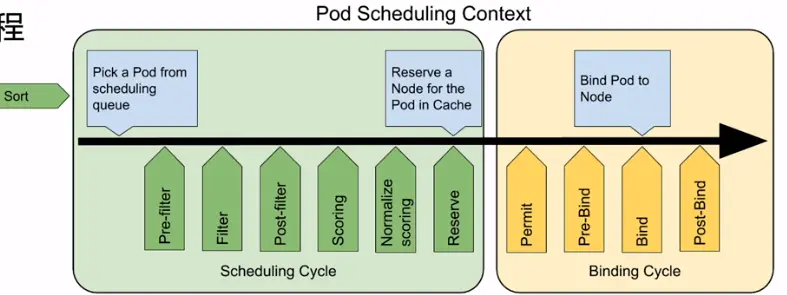 程
Pod Scheduling Context
Sort
Pick a Pod from
scheduling
queue
Reserve a
Node for the
Pod in Cache
Bind Pod to
Node
Pre-filter
Filter
Post-filter
Scoring
Normalize
scoring
Reserve
Permit
Pre-Bind
Bind
Post-Bind
Scheduling Cycle
Binding Cycle